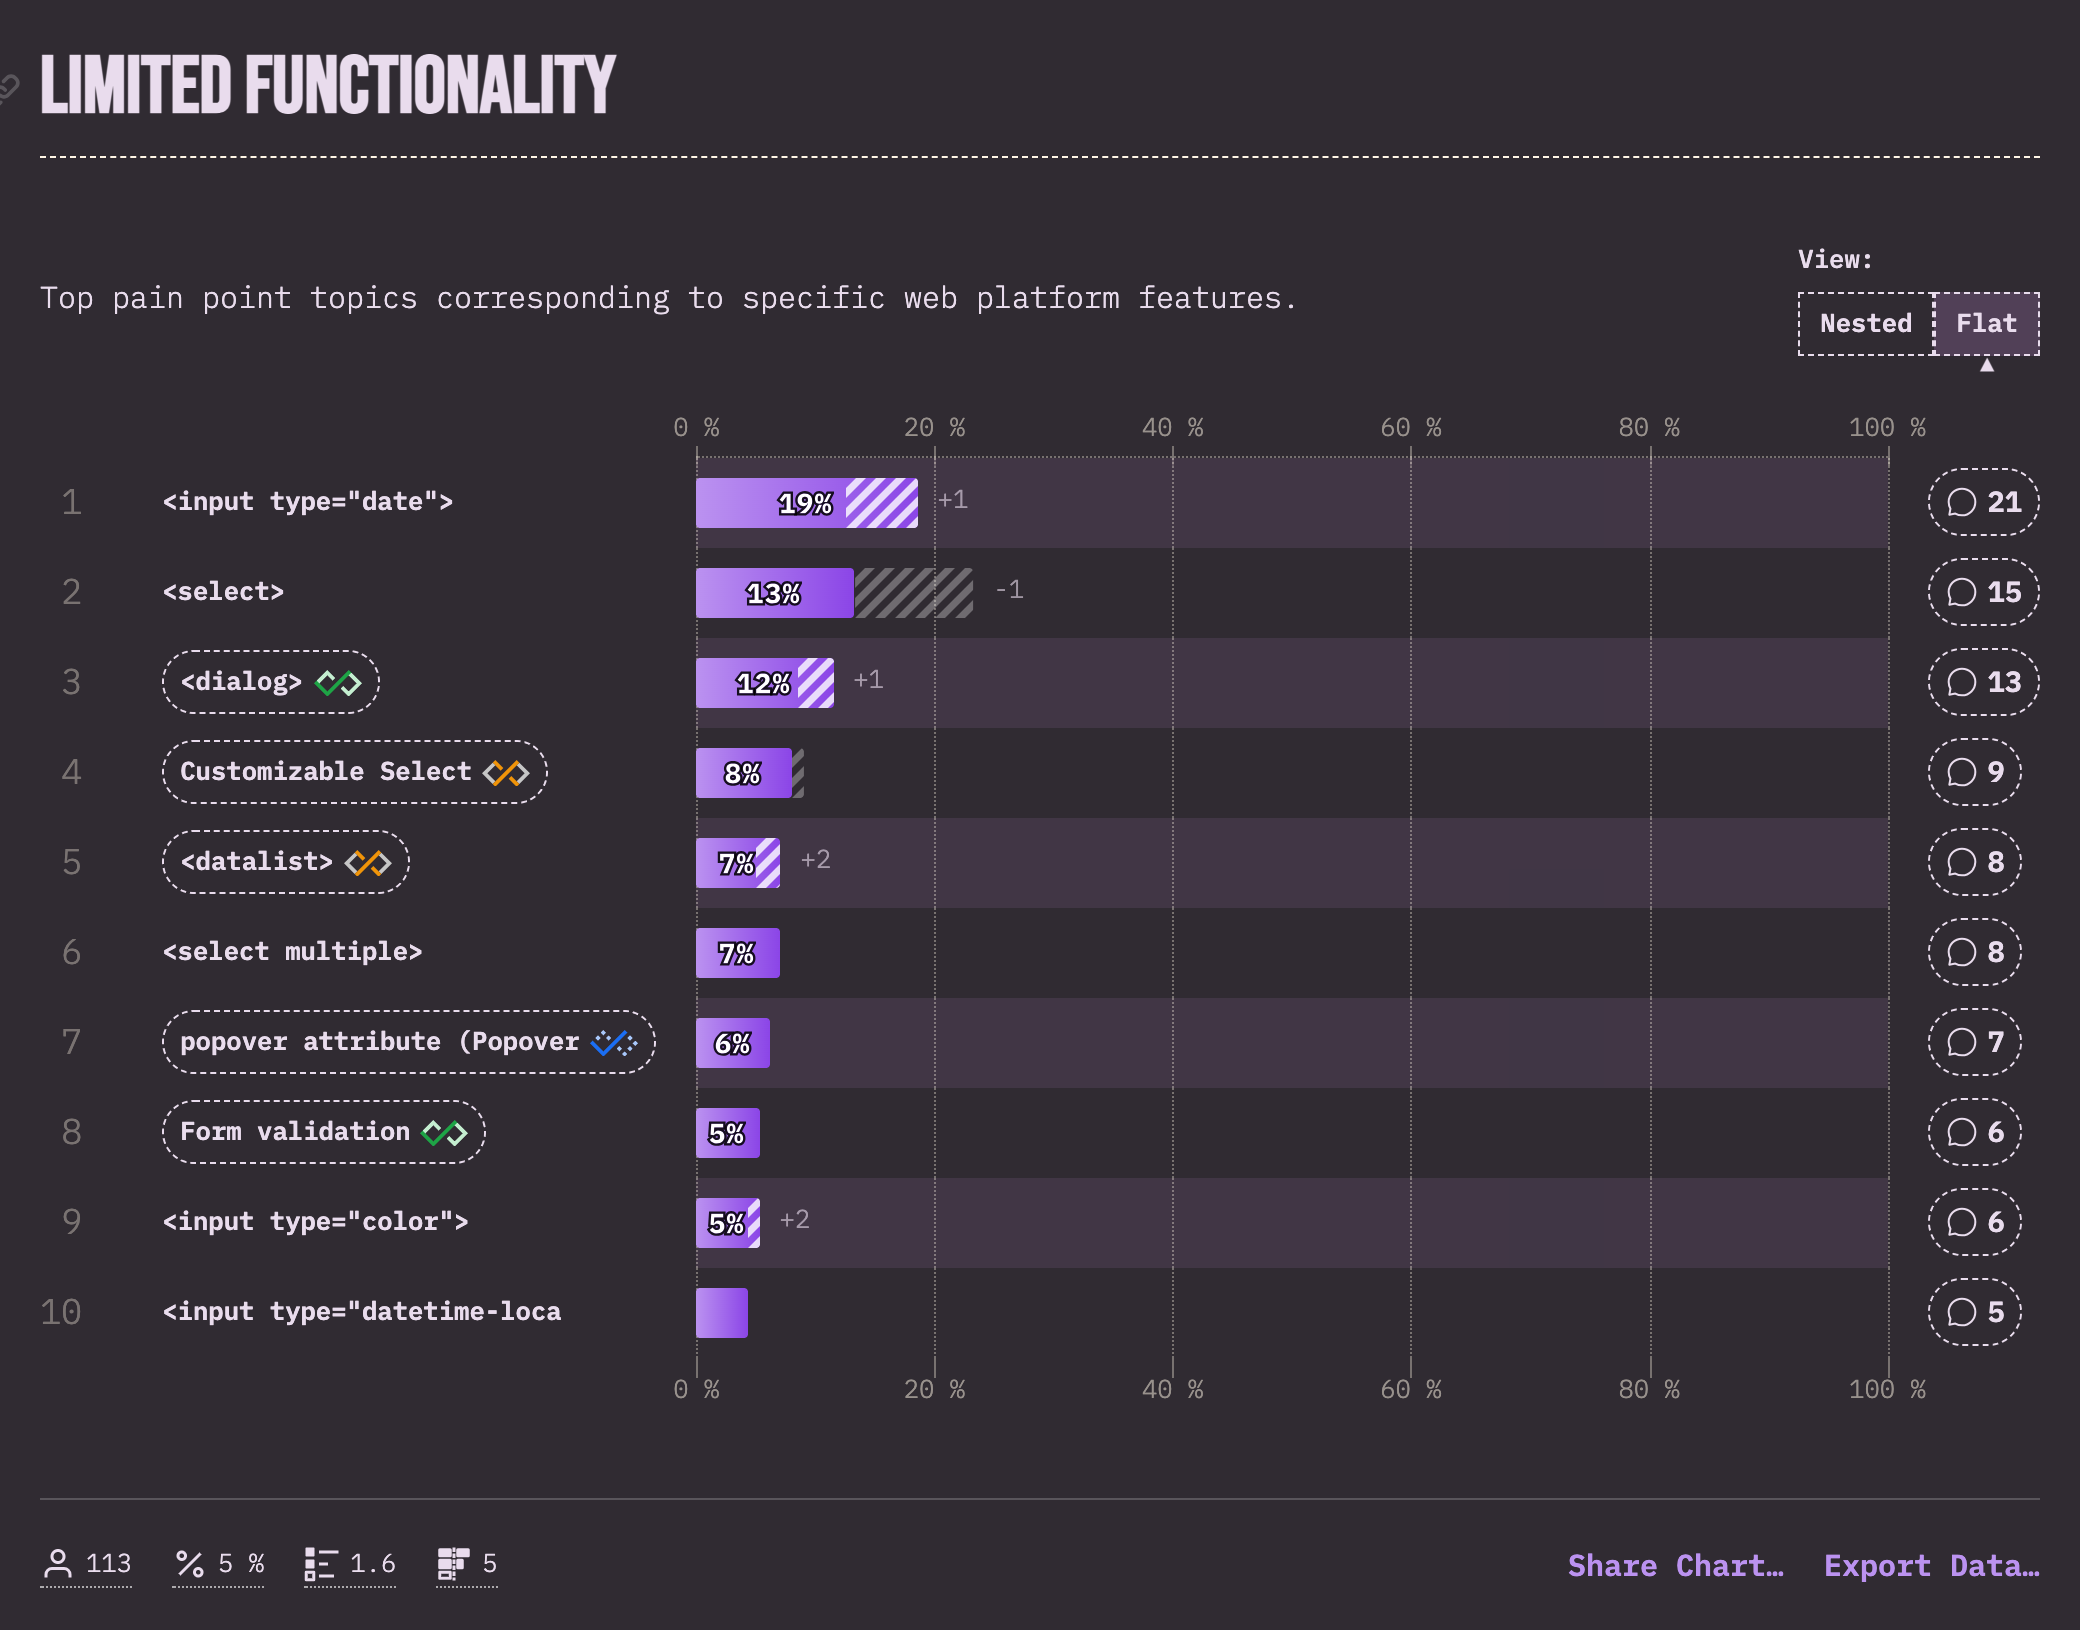 LIMITED FUNCTIONALITY
Top pain point topics corresponding to specific web platform features.
View:
Nested Flat
0 % 20 % 40 % 60 % 80 % 100 %
1 <input type="date"> 19% +1 21
2 <select> 13% -1 15
3 <dialog> 12% +1 13
4 Customizable Select 8% 9
5 <datalist> 7% +2 8
6 <select multiple> 7% 8
7 popover attribute (Popover 6% 7
8 Form validation 5% 6
9 <input type="color"> 5% +2 6
10 <input type="datetime-loca 5
0 % 20 % 40 % 60 % 80 % 100 %
113 5 % 1.6 5 Share Chart… Export Data…